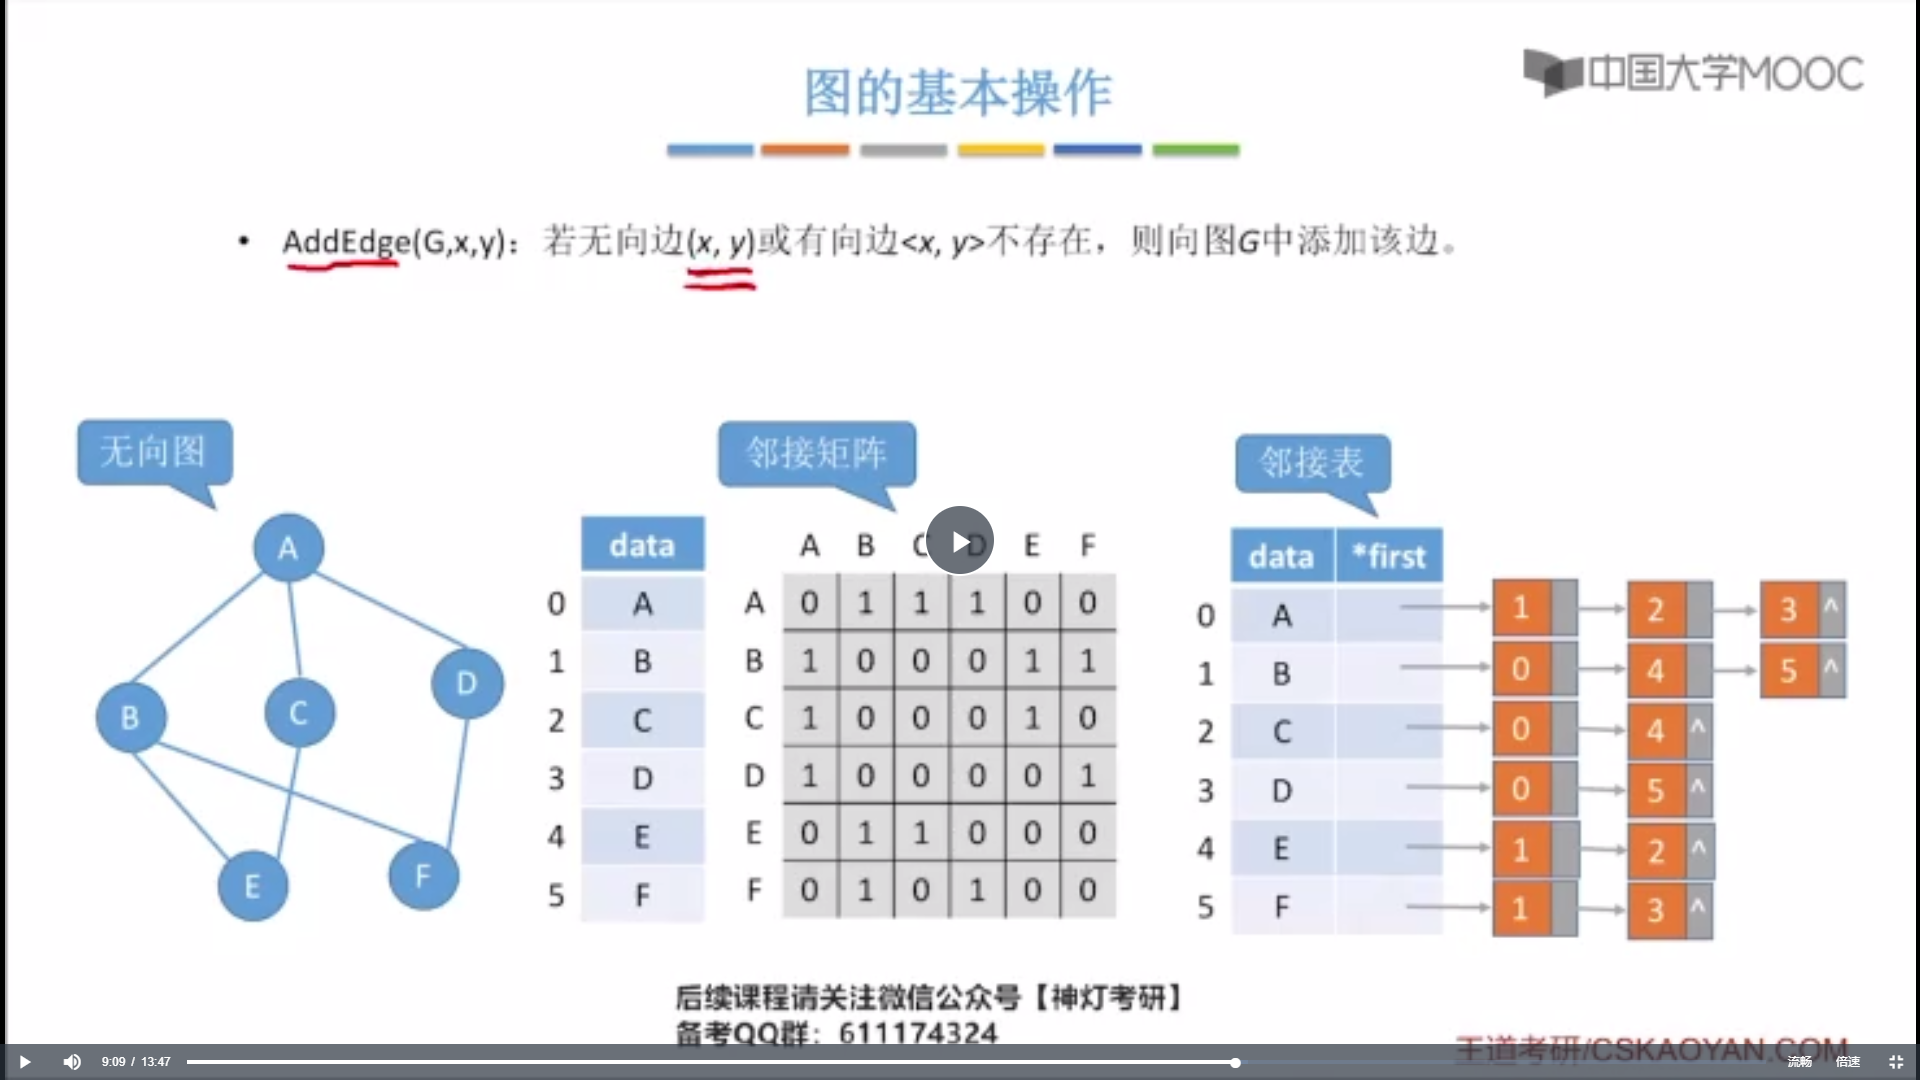 中国大学MOOC
图的基本操作
• AddEdge(G,x,y)：若无向边(x, y)或有向边<x, y>不存在，则向图G中添加该边。
无向图
A
B
C
D
E
F
邻接矩阵
data
0 A
1 B
2 C
3 D
4 E
5 F
A B C D E F
A 0 1 1 1 0 0
B 1 0 0 0 1 1
C 1 0 0 0 1 0
D 1 0 0 0 0 1
E 0 1 1 0 0 0
F 0 1 0 1 0 0
邻接表
data *first
0 A 1 2 3 ^
1 B 0 4 5 ^
2 C 0 4 ^
3 D 0 5 ^
4 E 1 2 ^
5 F 1 3 ^
后续课程请关注微信公众号【神灯考研】
备考QQ群：611174324
王道考研/CSKAOYAN.COM
9:09 / 13:47
流畅 倍速